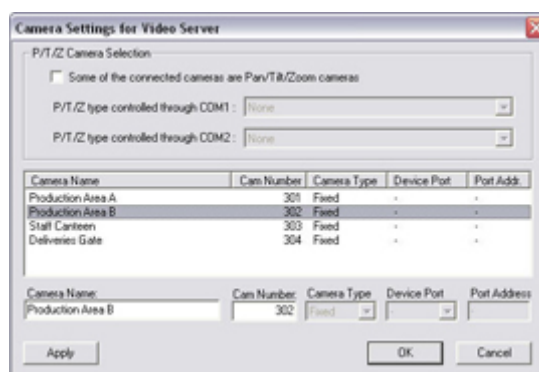 Camera Settings for Video Server
P/T/Z Camera Selection
Some of the connected cameras are Pan/Tilt/Zoom cameras
P/T/Z type controlled through COM1: None
P/T/Z type controlled through COM2: None
Camera Name Cam Number Camera Type Device Port Port Addr.
Production Area A 301 Fixed - -
Production Area B 302 Fixed - -
Staff Canteen 303 Fixed - -
Deliveries Gate 304 Fixed - -
Camera Name: Cam Number: Camera Type Device Port Port Address
Production Area B 302 Fixed - -
Apply OK Cancel